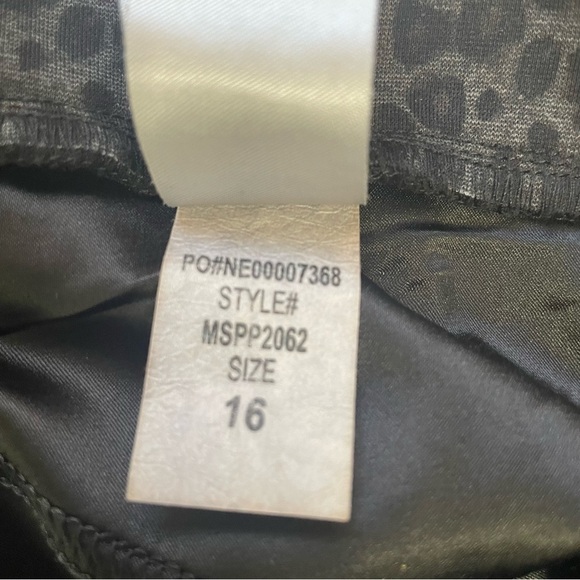 PO#NE00007368
STYLE#
MSPP2062
SIZE
16